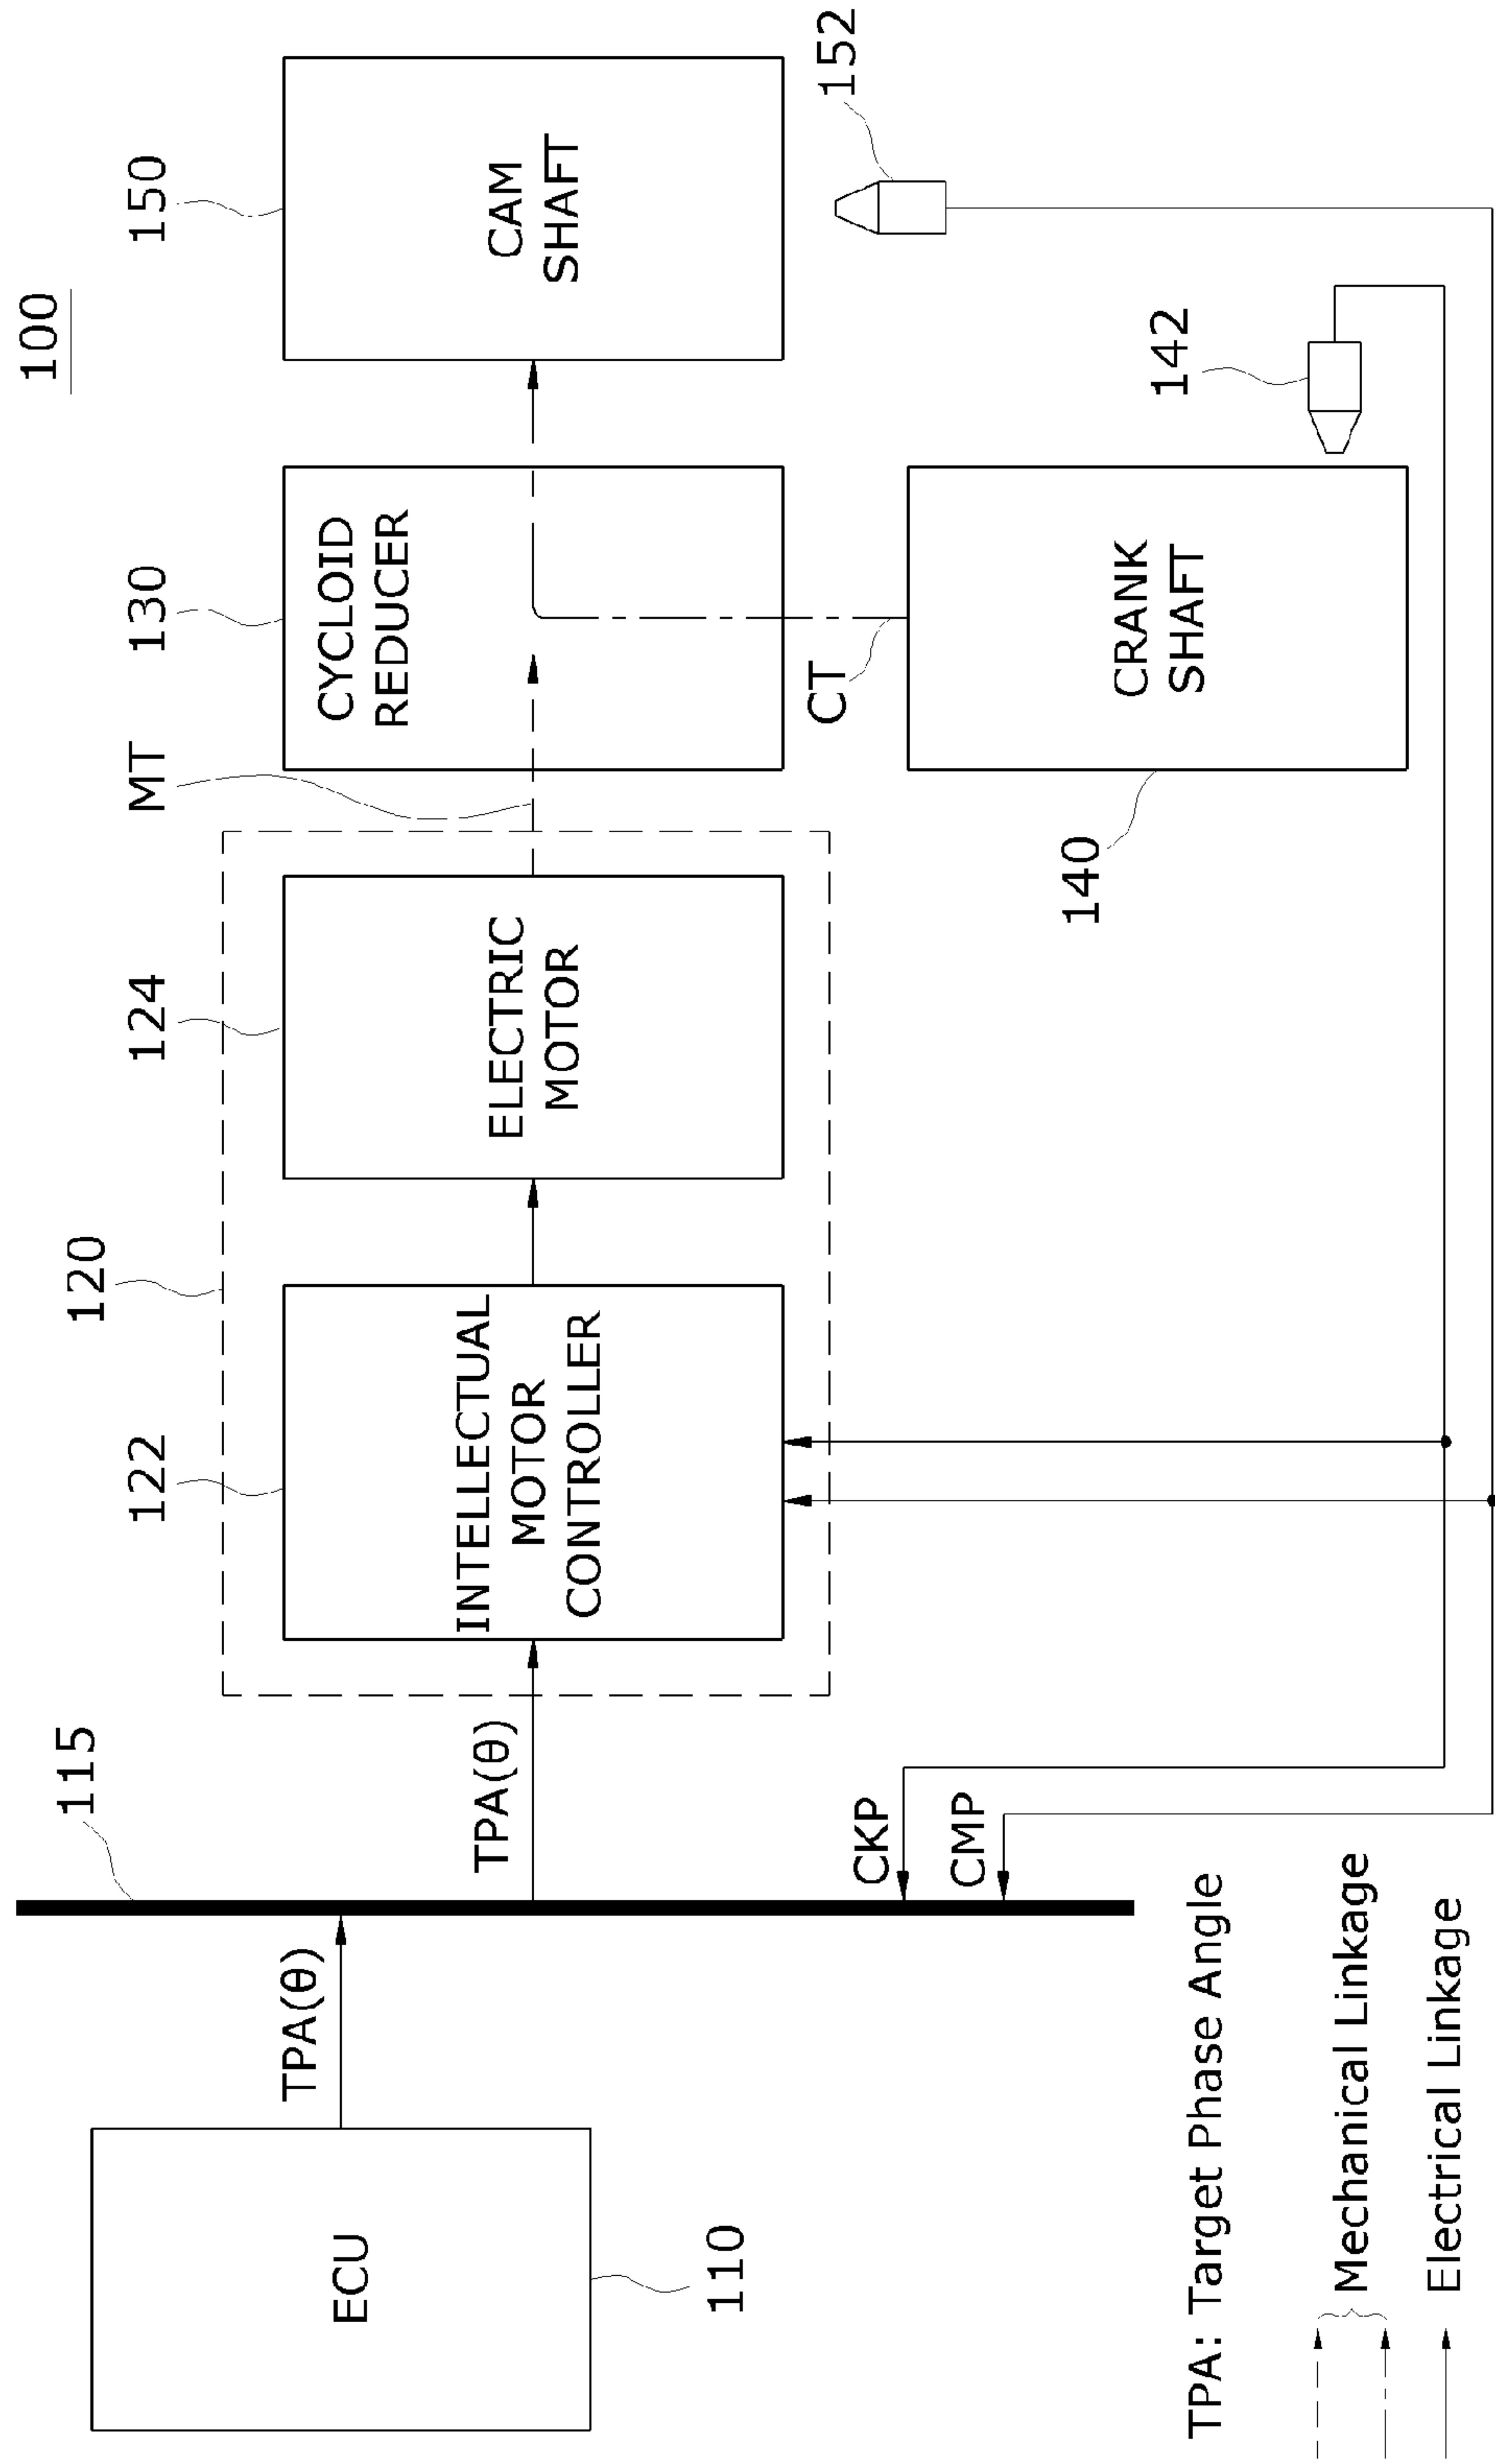 100
115
120
122
124
MT
130
150
ECU
110
TPA(θ)
TPA(θ)
INTELLECTUAL
MOTOR
CONTROLLER
ELECTRIC
MOTOR
CYCLOID
REDUCER
CAM
SHAFT
152
CT
CKP
CMP
140
CRANK
SHAFT
142
TPA: Target Phase Angle
Mechanical Linkage
Electrical Linkage